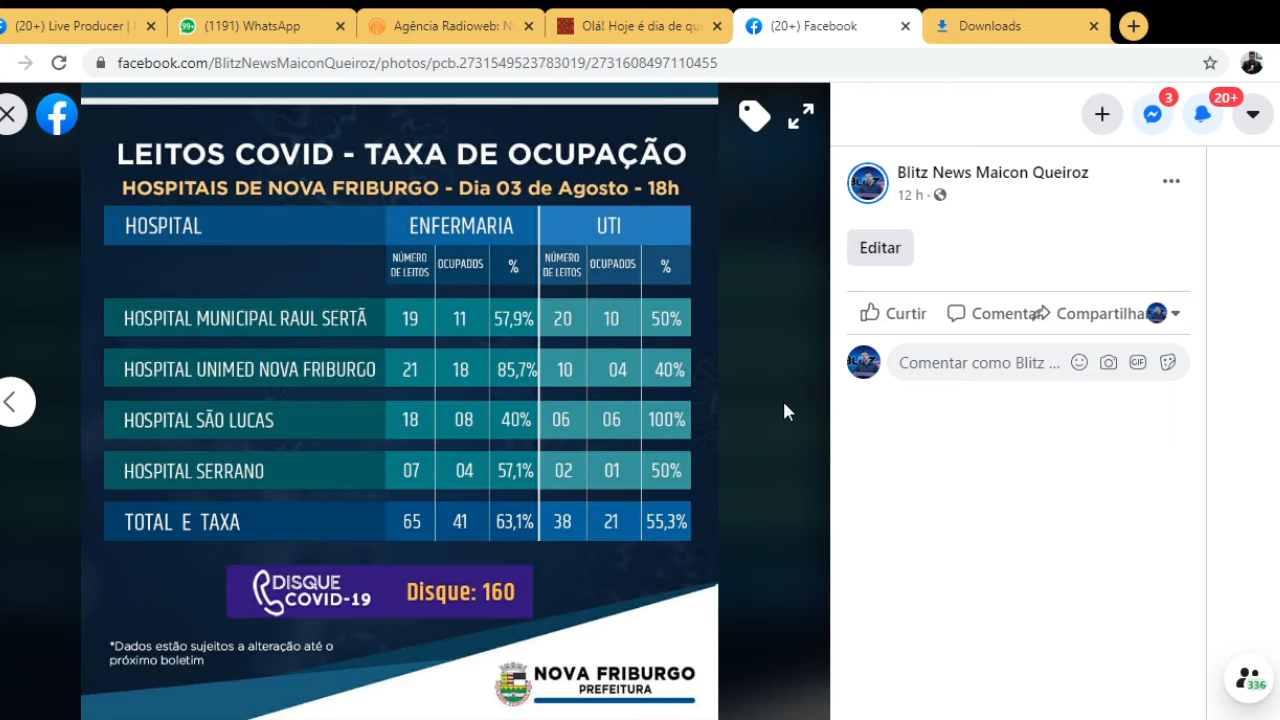 (20+) Live Producer |
(1191) WhatsApp
Agência Radioweb:
Olá! Hoje é dia de
(20+) Facebook
Downloads
99+
facebook.com/BlitzNewsMaiconQueiroz/photos/pcb.2731549523783019/2731608497110455
3
20+
LEITOS COVID - TAXA DE OCUPAÇÃO
HOSPITAIS DE NOVA FRIBURGO - Dia 03 de Agosto - 18h
HOSPITAL ENFERMARIA UTI
NÚMERO DE LEITOS OCUPADOS % NÚMERO DE LEITOS OCUPADOS %
HOSPITAL MUNICIPAL RAUL SERTÃ 19 11 57,9% 20 10 50%
HOSPITAL UNIMED NOVA FRIBURGO 21 18 85,7% 10 04 40%
HOSPITAL SÃO LUCAS 18 08 40% 06 06 100%
HOSPITAL SERRANO 07 04 57,1% 02 01 50%
TOTAL E TAXA 65 41 63,1% 38 21 55,3%
DISQUE
COVID-19
Disque: 160
*Dados estão sujeitos a alteração até o
próximo boletim
NOVA FRIBURGO
PREFEITURA
Blitz News Maicon Queiroz
12 h ·
Editar
Curtir
Comentar
Compartilha
Comentar como Blitz ...
GIF
336